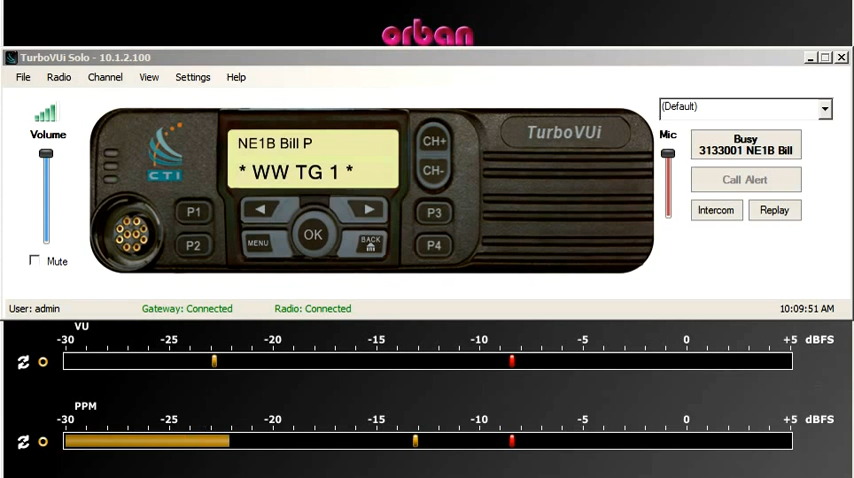 orban
TurboVUi Solo - 10.1.2.100
File Radio Channel View Settings Help
(Default)
Volume
Mic
CTI
NE1B Bill P
* WW TG 1 *
CH+
CH-
TurboVUi
Busy
3133001 NE1B Bill
Call Alert
Intercom Replay
P1
P2
MENU
OK
BACK
P3
P4
Mute
User: admin Gateway: Connected Radio: Connected 10:09:51 AM
VU
-30 -25 -20 -15 -10 -5 0 +5 dBFS
PPM
-30 -25 -20 -15 -10 -5 0 +5 dBFS